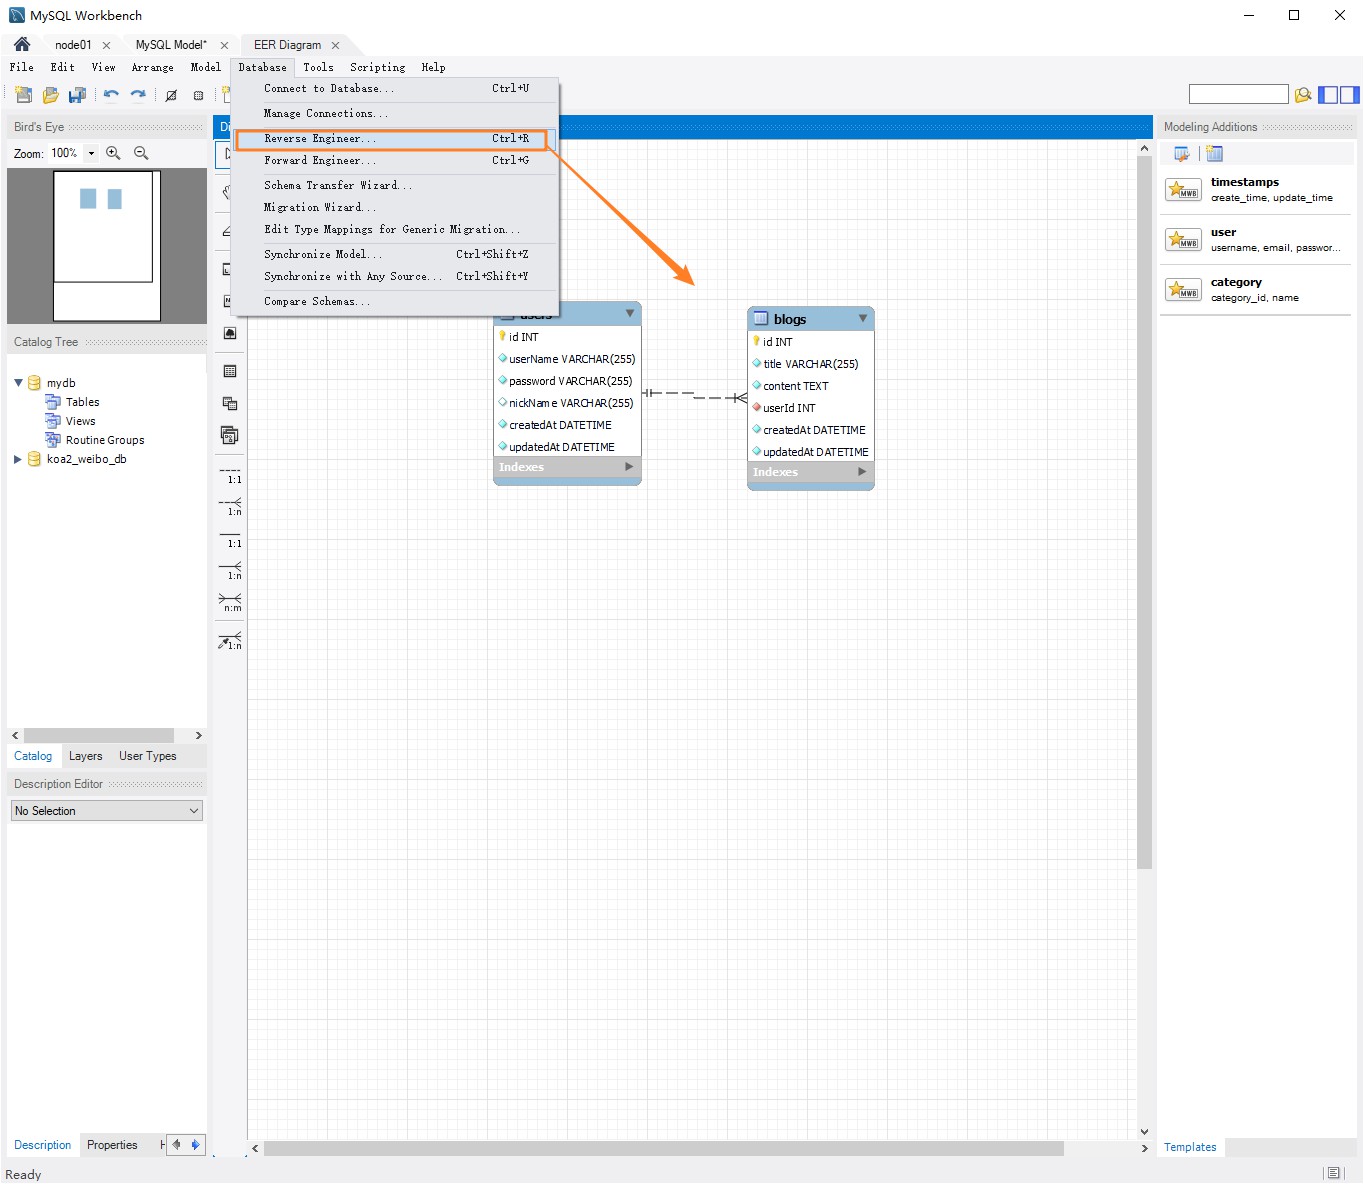 MySQL Workbench
node01
MySQL Model*
EER Diagram
File Edit View Arrange Model Database Tools Scripting Help
Connect to Database... Ctrl+U
Manage Connections...
Reverse Engineer... Ctrl+R
Forward Engineer... Ctrl+G
Schema Transfer Wizard...
Migration Wizard...
Edit Type Mappings for Generic Migration...
Synchronize Model... Ctrl+Shift+Z
Synchronize with Any Source... Ctrl+Shift+Y
Compare Schemas...
Bird's Eye
Zoom: 100%
Catalog Tree
mydb
Tables
Views
Routine Groups
koa2_weibo_db
Catalog Layers User Types
Description Editor
No Selection
Description Properties H
Di
1:1
1:n
1:1
1:n
n:m
1:n
users
id INT
userName VARCHAR(255)
password VARCHAR(255)
nickName VARCHAR(255)
createdAt DATETIME
updatedAt DATETIME
Indexes
blogs
id INT
title VARCHAR(255)
content TEXT
userId INT
createdAt DATETIME
updatedAt DATETIME
Indexes
Modeling Additions
MWB
timestamps
create_time, update_time
MWB
user
username, email, passwor...
MWB
category
category_id, name
Templates
Ready